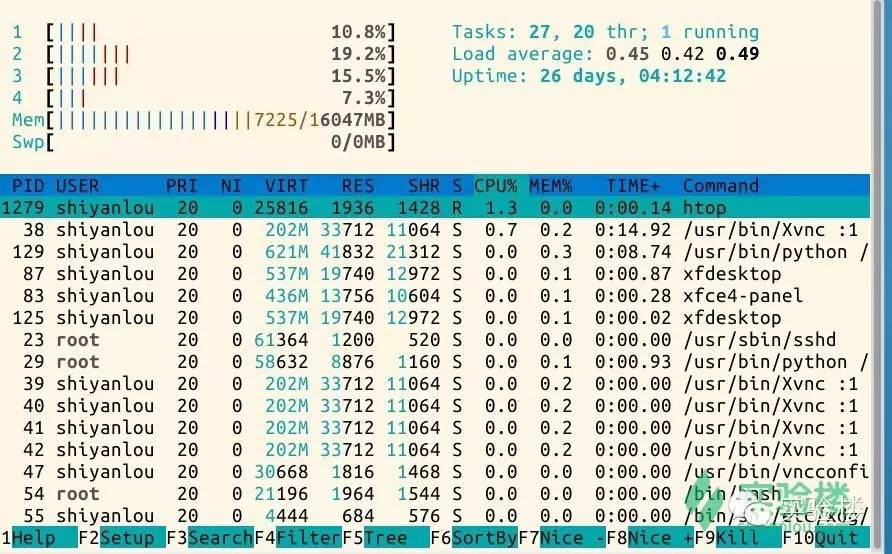 1 [|||| 10.8%] Tasks: 27, 20 thr; 1 running
2 [||||||| 19.2%] Load average: 0.45 0.42 0.49
3 [|||||| 15.5%] Uptime: 26 days, 04:12:42
4 [||| 7.3%]
Mem[||||||||||||||||||7225/16047MB]
Swp[ 0/0MB]
PID USER PRI NI VIRT RES SHR S CPU% MEM% TIME+ Command
1279 shiyanlou 20 0 25816 1936 1428 R 1.3 0.0 0:00.14 htop
38 shiyanlou 20 0 202M 33712 11064 S 0.7 0.2 0:14.92 /usr/bin/Xvnc :1
129 shiyanlou 20 0 621M 41832 21312 S 0.0 0.3 0:08.74 /usr/bin/python /
87 shiyanlou 20 0 537M 19740 12972 S 0.0 0.1 0:00.87 xfdesktop
83 shiyanlou 20 0 436M 13756 10604 S 0.0 0.1 0:00.28 xfce4-panel
125 shiyanlou 20 0 537M 19740 12972 S 0.0 0.1 0:00.02 xfdesktop
23 root 20 0 61364 1200 520 S 0.0 0.0 0:00.00 /usr/sbin/sshd
29 root 20 0 58632 8876 1160 S 0.0 0.1 0:00.93 /usr/bin/python /
39 shiyanlou 20 0 202M 33712 11064 S 0.0 0.2 0:00.00 /usr/bin/Xvnc :1
40 shiyanlou 20 0 202M 33712 11064 S 0.0 0.2 0:00.00 /usr/bin/Xvnc :1
41 shiyanlou 20 0 202M 33712 11064 S 0.0 0.2 0:00.00 /usr/bin/Xvnc :1
42 shiyanlou 20 0 202M 33712 11064 S 0.0 0.2 0:00.00 /usr/bin/Xvnc :1
47 shiyanlou 20 0 30668 1816 1468 S 0.0 0.0 0:00.00 /usr/bin/vncconfi
54 root 20 0 21196 1964 1544 S 0.0 0.0 0:00.00
55 shiyanlou 20 0 4444 684 576 S 0.0 0.0 0:00.00
实验楼
1Help F2Setup F3SearchF4FilterF5Tree F6SortByF7Nice -F8Nice +F9Kill F10Quit